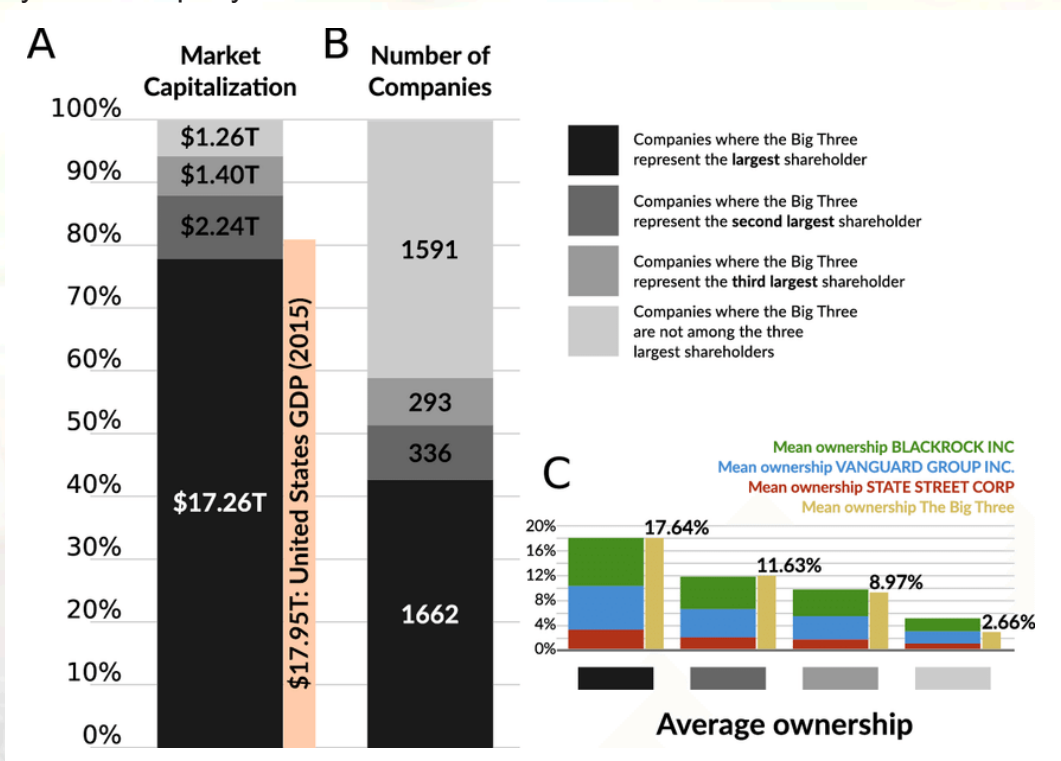 A
Market
Capitalization
B
Number of
Companies
100%
90%
80%
70%
60%
50%
40%
30%
20%
10%
0%
$1.26T
$1.40T
$2.24T
$17.26T
$17.95T: United States GDP (2015)
1591
293
336
1662
Companies where the Big Three
represent the largest shareholder
Companies where the Big Three
represent the second largest shareholder
Companies where the Big Three
represent the third largest shareholder
Companies where the Big Three
are not among the three
largest shareholders
C
Mean ownership BLACKROCK INC
Mean ownership VANGUARD GROUP INC.
Mean ownership STATE STREET CORP
Mean ownership The Big Three
20%
16%
12%
8%
4%
0%
17.64%
11.63%
8.97%
2.66%
Average ownership